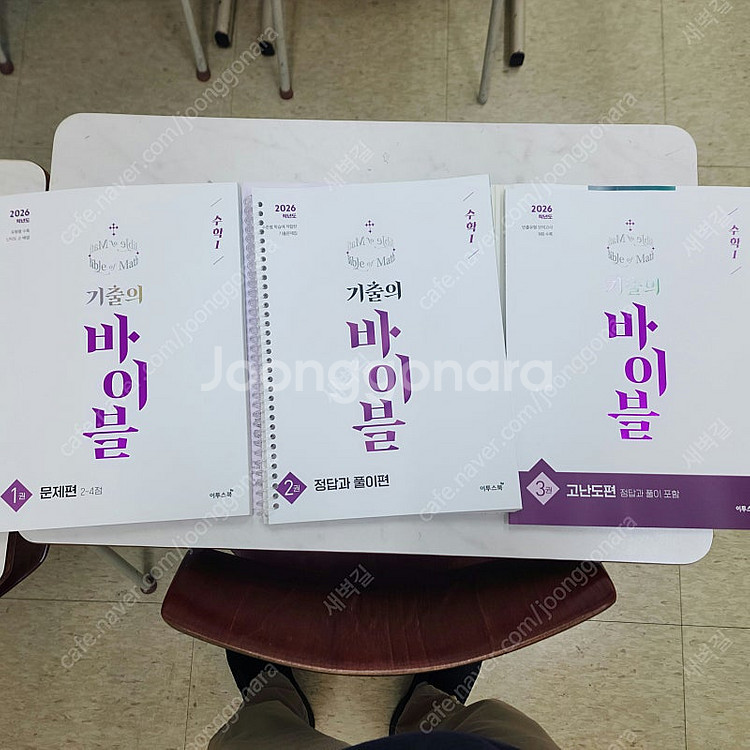 2026
학년도
수학 I
Bible of Math
기출의
바이블
1권
문제편 2-4점
이투스북
2026
학년도
수학 I
Bible of Math
기출의
바이블
2권
정답과 풀이편
이투스북
2026
학년도
수학 I
기출의
바이블
3권
고난도편 정답과 풀이 포함
이투스북
Joonggonara
cafe.naver.com/joonggonara
새벽길